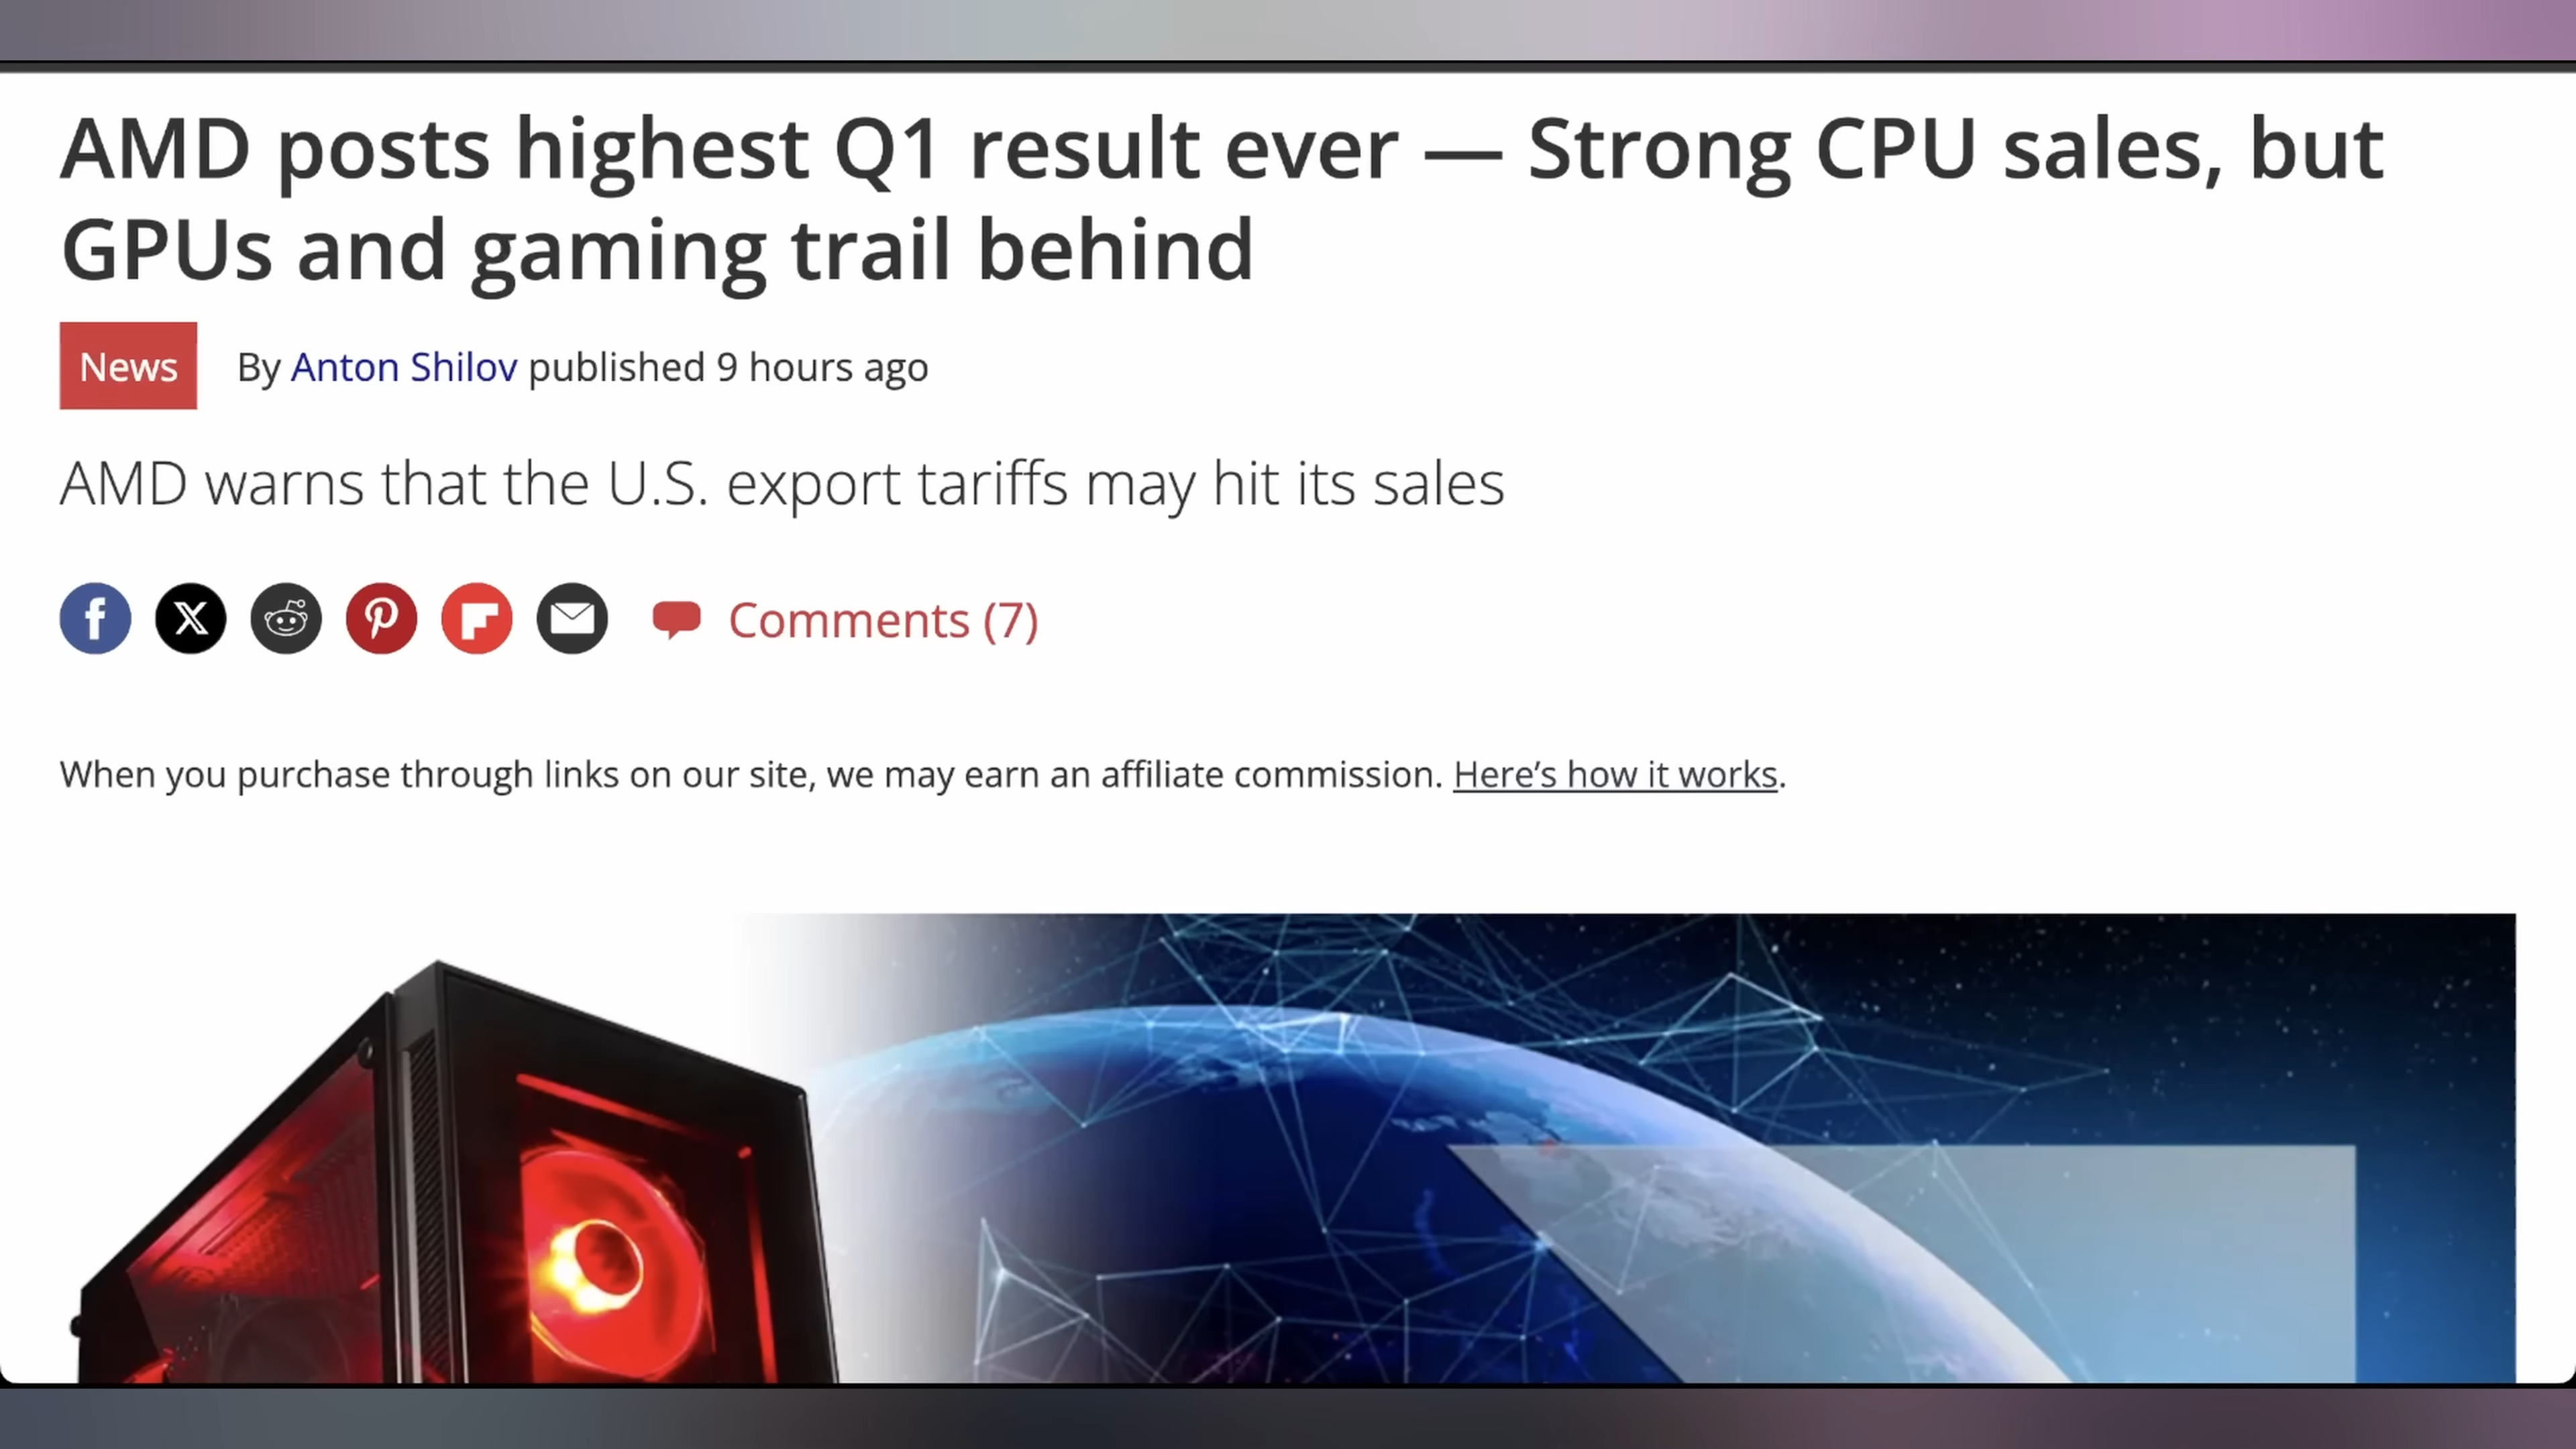 AMD posts highest Q1 result ever — Strong CPU sales, but
GPUs and gaming trail behind
News By Anton Shilov published 9 hours ago
AMD warns that the U.S. export tariffs may hit its sales
Comments (7)
When you purchase through links on our site, we may earn an affiliate commission. Here’s how it works.